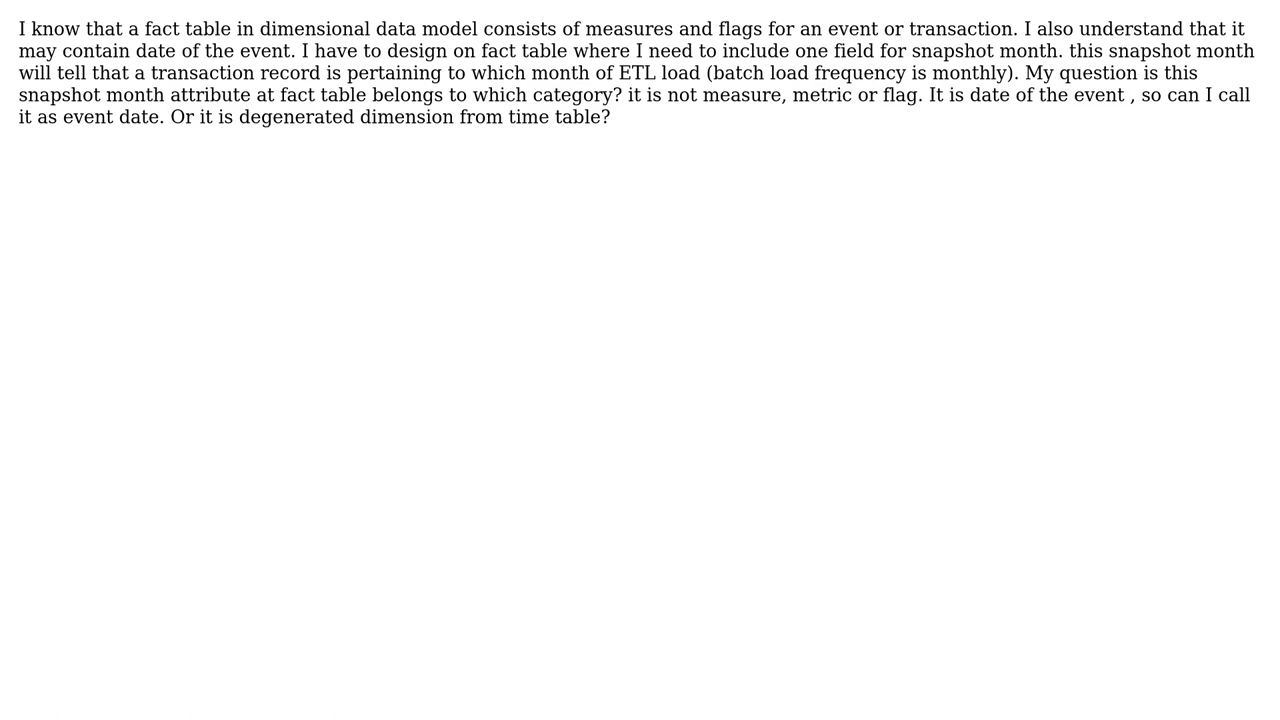 I know that a fact table in dimensional data model consists of measures and flags for an event or transaction. I also understand that it
may contain date of the event. I have to design on fact table where I need to include one field for snapshot month. this snapshot month
will tell that a transaction record is pertaining to which month of ETL load (batch load frequency is monthly). My question is this
snapshot month attribute at fact table belongs to which category? it is not measure, metric or flag. It is date of the event , so can I call
it as event date. Or it is degenerated dimension from time table?